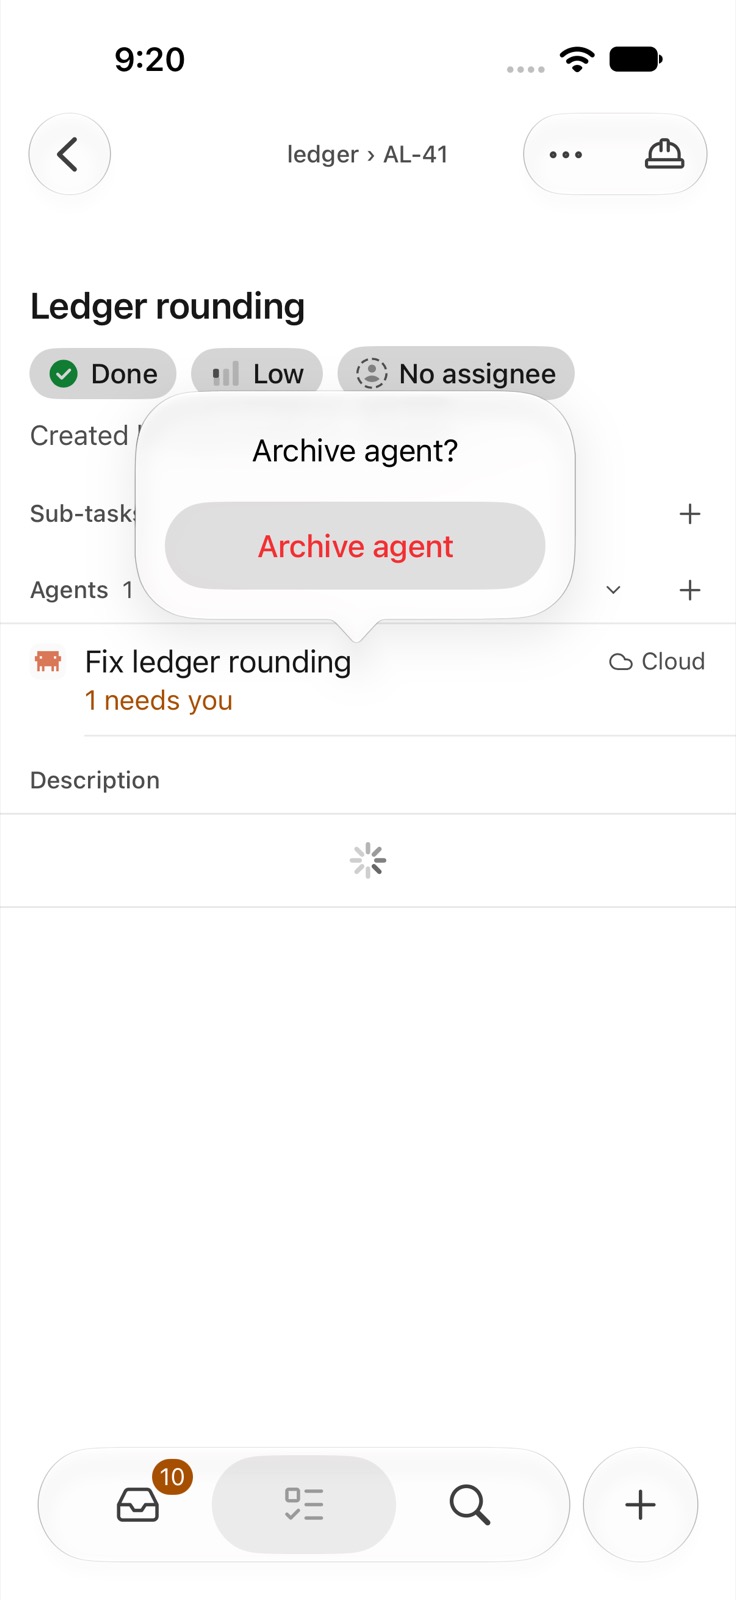 9:20
ledger › AL-41
Ledger rounding
Done
Low
No assignee
Created
Archive agent?
Sub-tasks
Archive agent
Agents 1
Fix ledger rounding
Cloud
1 needs you
Description
10